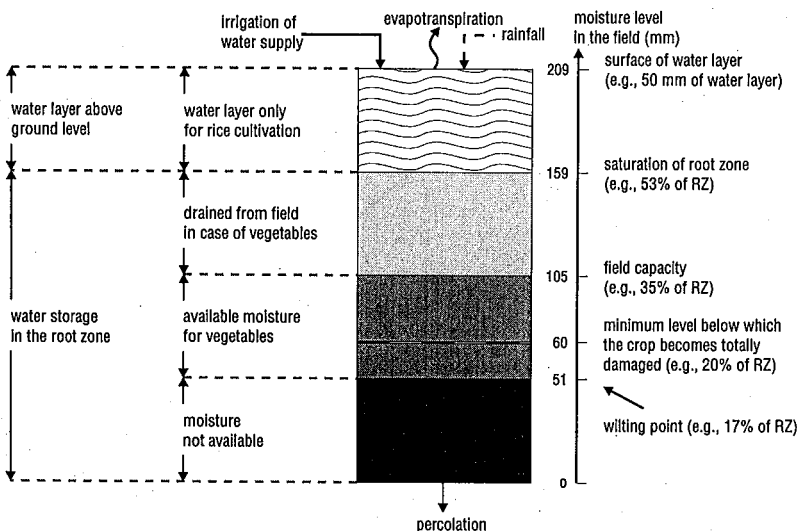 irrigation of
water supply
evapotranspiration
rainfall
moisture level
in the field (mm)
209
surface of water layer
(e.g., 50 mm of water layer)
water layer above
ground level
water layer only
for rice cultivation
159
saturation of root zone
(e.g., 53% of RZ)
drained from field
in case of vegetables
105
field capacity
(e.g., 35% of RZ)
water storage
in the root zone
available moisture
for vegetables
60
minimum level below which
the crop becomes totally
damaged (e.g., 20% of RZ)
51
moisture
not available
wilting point (e.g., 17% of RZ)
0
percolation